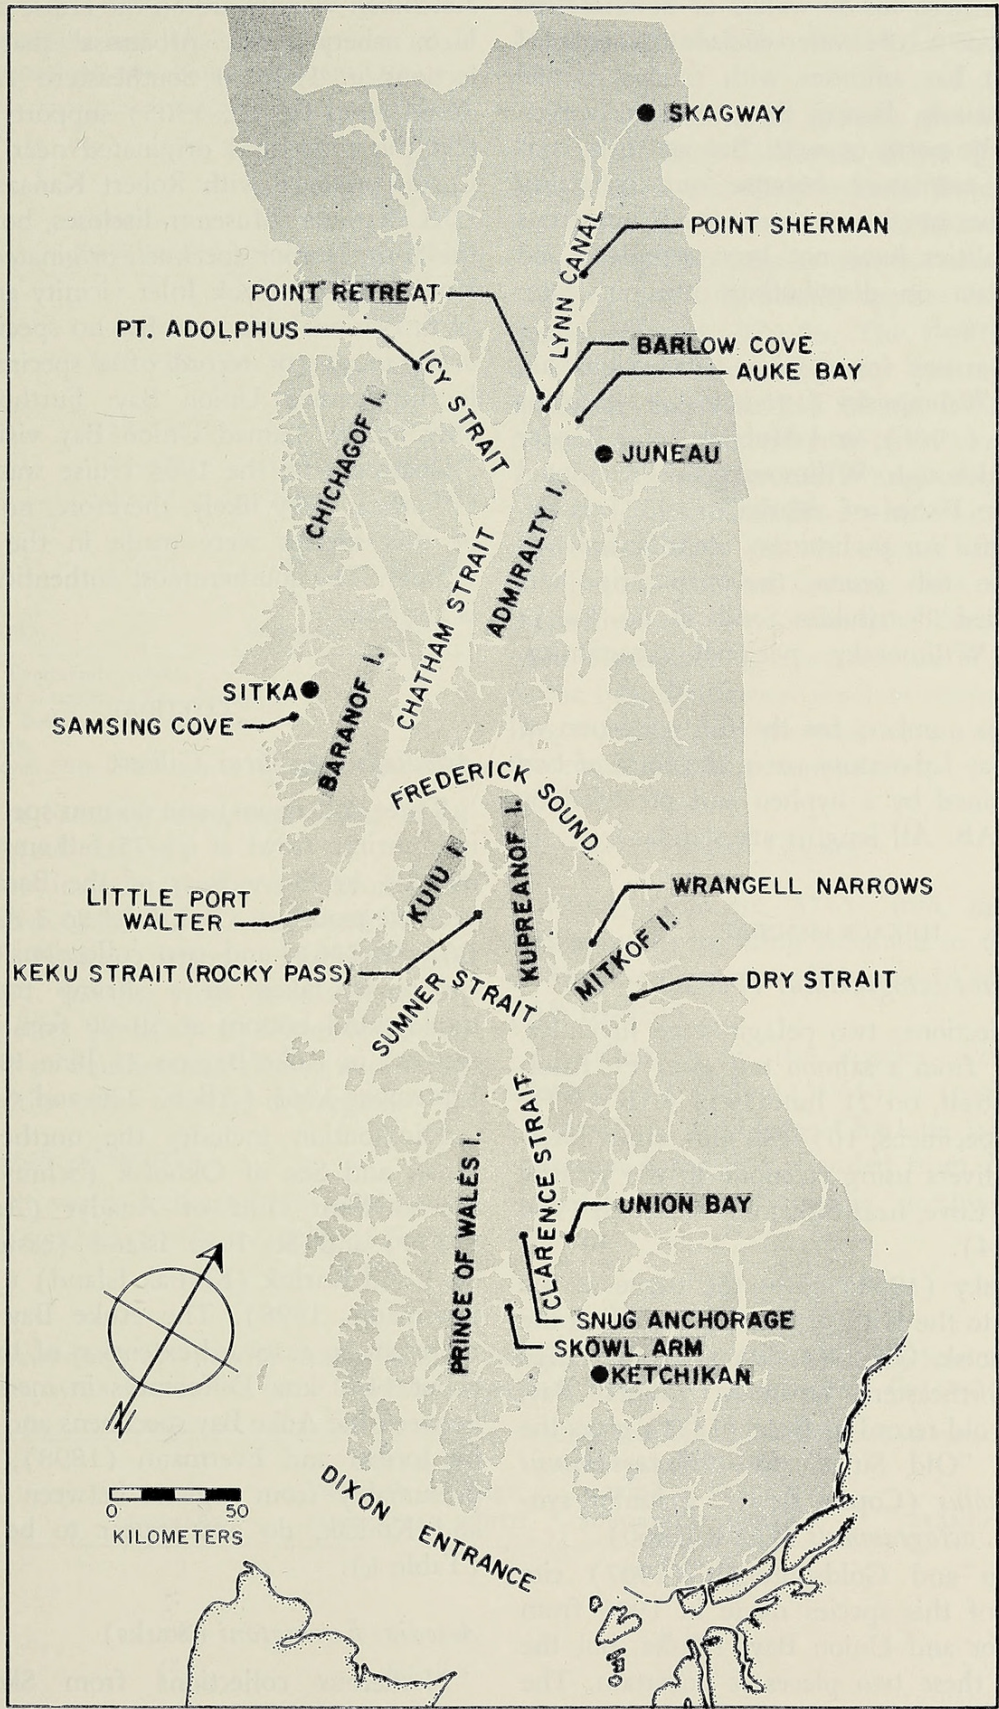 SKAGWAY
POINT SHERMAN
LYNN CANAL
POINT RETREAT
PT. ADOLPHUS
BARLOW COVE
AUKE BAY
ICY STRAIT
CHICHAGOF I.
JUNEAU
ADMIRALTY I.
CHATHAM STRAIT
SITKA
SAMSING COVE
BARANOF I.
FREDERICK SOUND
KUIU I.
KUPREANOF I.
LITTLE PORT
WALTER
WRANGELL NARROWS
MITKOF I.
KEKU STRAIT (ROCKY PASS)
DRY STRAIT
SUMNER STRAIT
CLARENCE STRAIT
PRINCE OF WALES I.
UNION BAY
SNUG ANCHORAGE
SKOWL ARM
KETCHIKAN
N
0 50
KILOMETERS
DIXON ENTRANCE